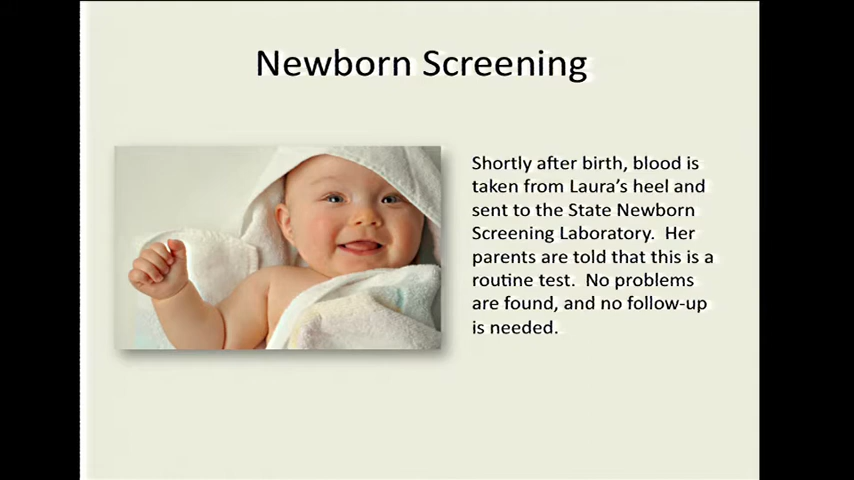 Newborn Screening
Shortly after birth, blood is
taken from Laura's heel and
sent to the State Newborn
Screening Laboratory.  Her
parents are told that this is a
routine test.  No problems
are found, and no follow-up
is needed.